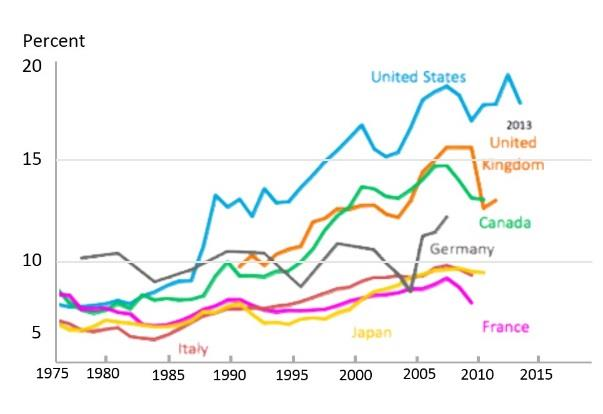 Percent
20
United States
2013
United
Kingdom
15
Canada
Germany
10
Japan
France
5
Italy
1975 1980 1985 1990 1995 2000 2005 2010 2015